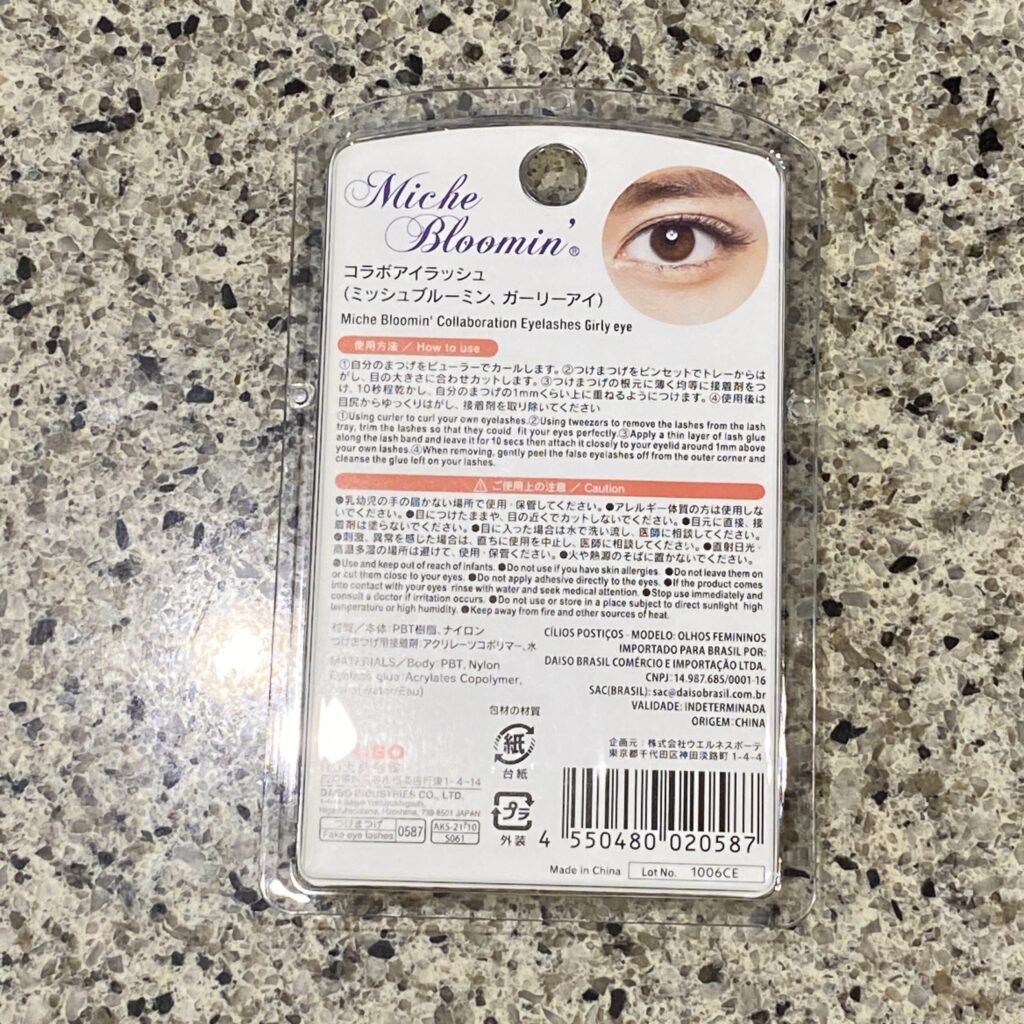 Miche
Bloomin'®
コラボアイラッシュ
(ミッシュブルーミン、ガーリーアイ)
Miche Bloomin' Collaboration Eyelashes Girly eye
使用方法 / How to use
①自分のまつげをビューラーでカールします。②つけまつげをピンセットでトレーからは
がし、目の大きさに合わせカットします。③つけまつげの根元に薄く均等に接着剤をつ
け、10秒程乾かし、自分のまつげの1mmくらい上に重ねるようにつけます。④使用後は
目尻からゆっくりはがし、接着剤を取り除いてください
①Using curler to curl your own eyelashes.②Using tweezers to remove the lashes from the lash
tray, trim the lashes so that they could fit your eyes perfectly.③Apply a thin layer of lash glue
along the lash band and leave it for 10 secs then attach it closely to your eyelid around 1mm above
your own lashes.④When removing, gently peel the false eyelashes off from the outer corner and
cleanse the glue left on your lashes.
⚠ ご使用上の注意 / Caution
●乳幼児の手の届かない場所で使用・保管してください。●アレルギー体質の方は使用しな
いでください。●目につけたままや、目の近くでカットしないでください。●目元に直接、接
着剤は塗らないでください。●目に入った場合は水で洗い流し、医師に相談してください。
●刺激、異常を感じた場合は、直ちに使用を中止し、医師に相談してください。●直射日光・
高温多湿の場所は避けて、使用・保管ください。●火や熱源のそばに置かないでください。
●Use and keep out of reach of infants. ●Do not use if you have skin allergies. ●Do not leave them on
or cut them close to your eyes. ●Do not apply adhesive directly to the eyes. ●If the product comes
into contact with your eyes rinse with water and seek medical attention. ●Stop use immediately and
consult a doctor if irritation occurs. ●Do not use or store in a place subject to direct sunlight high
temperature or high humidity. ●Keep away from fire and other sources of heat.
材質/本体:PBT樹脂、ナイロン
つけまつげ用接着剤:アクリレーツコポリマー、水
MATERIALS/Body:PBT, Nylon
Eyelash glue:Acrylates Copolymer,
water/Eau)
CÍLIOS POSTIÇOS - MODELO: OLHOS FEMININOS
IMPORTADO PARA BRASIL POR:
DAISO BRASIL COMÉRCIO E IMPORTAÇÃO LTDA.
CNPJ: 14.987.685/0001-16
SAC(BRASIL): sac@daisobrasil.com.br
VALIDADE: INDETERMINADA
ORIGEM: CHINA
包材の材質
紙
台紙
プラ
外装
企画元:株式会社ウエルネスボーテ
東京都千代田区神田淡路町 1-4-4
1-4-14
DAISO INDUSTRIES CO., LTD.
Hiroshima, 739-8501 JAPAN
つけまつげ
Fake eye lashes
0587
AKS-21/10
S061
4 550480 020587
Made in China
Lot No. 1006CE